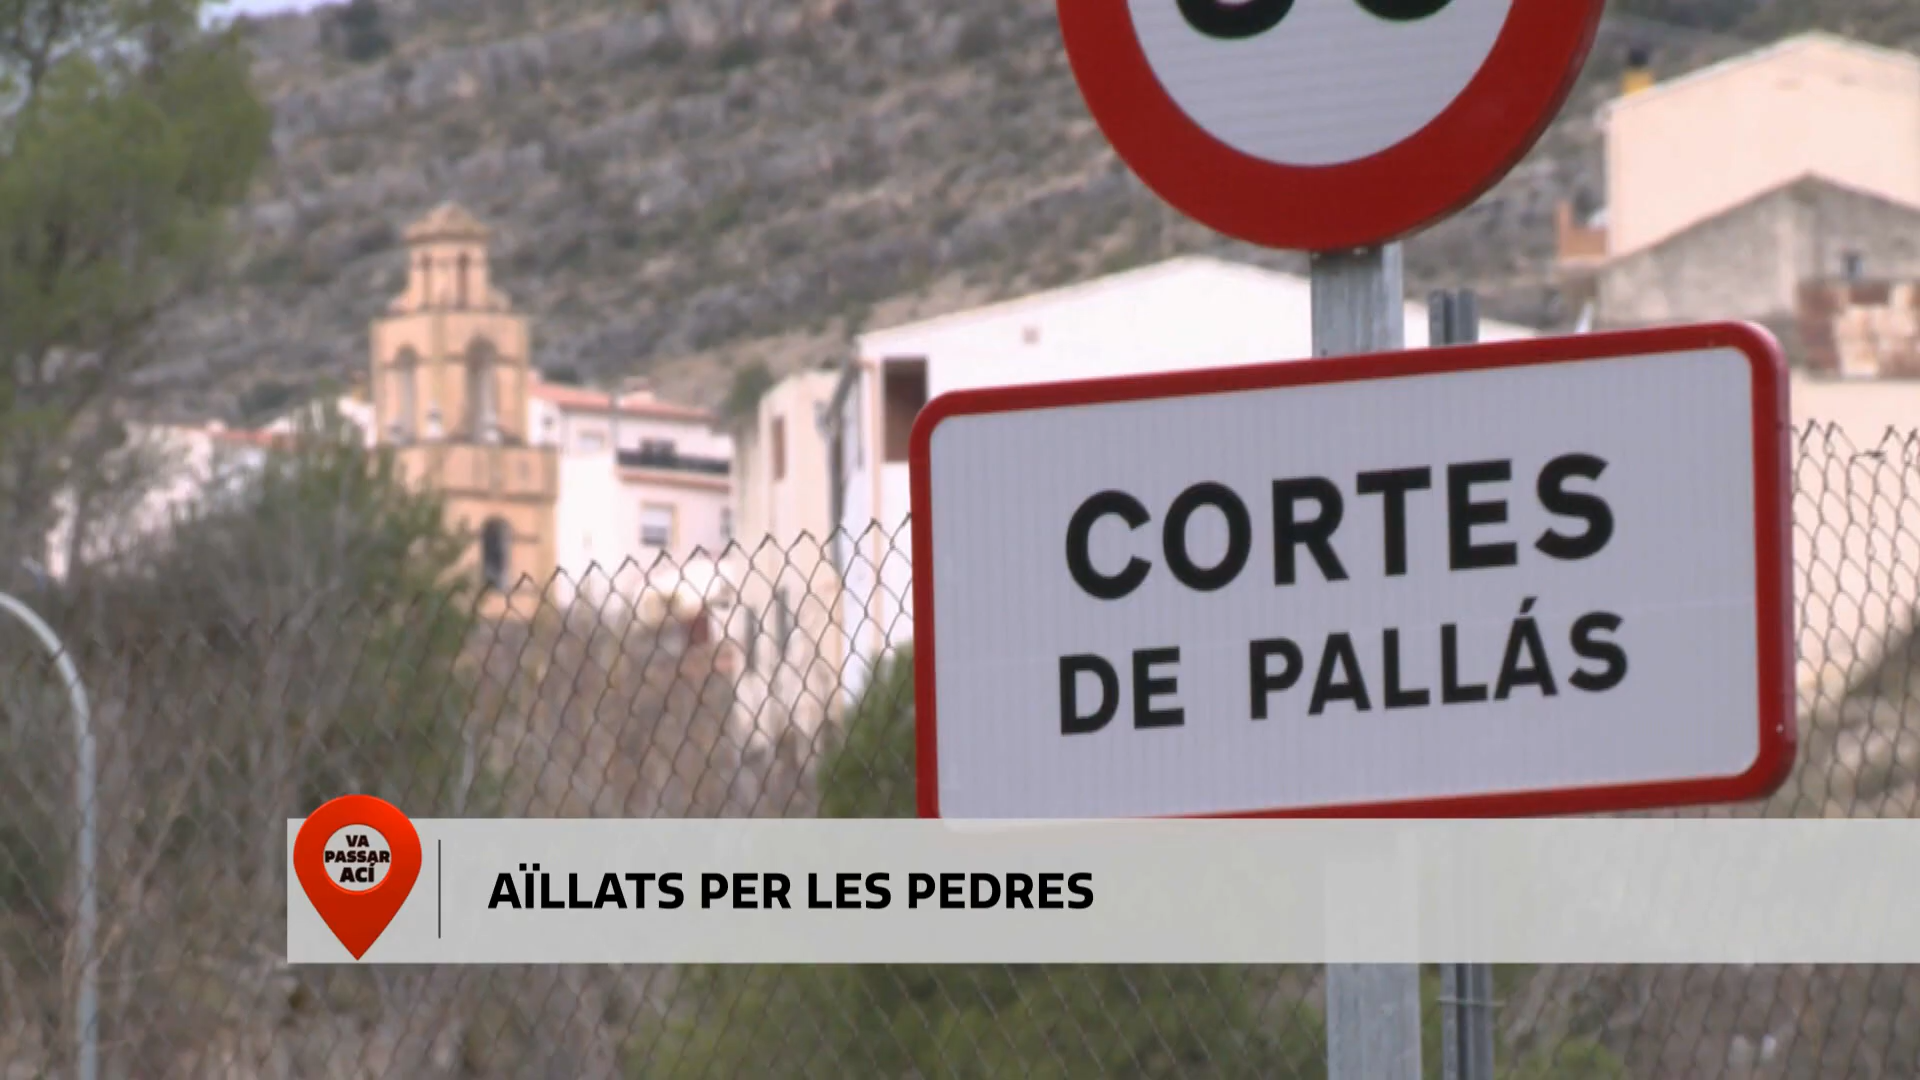 CORTES
DE PALLÁS
VA
PASSAR
ACÍ
AÏLLATS PER LES PEDRES